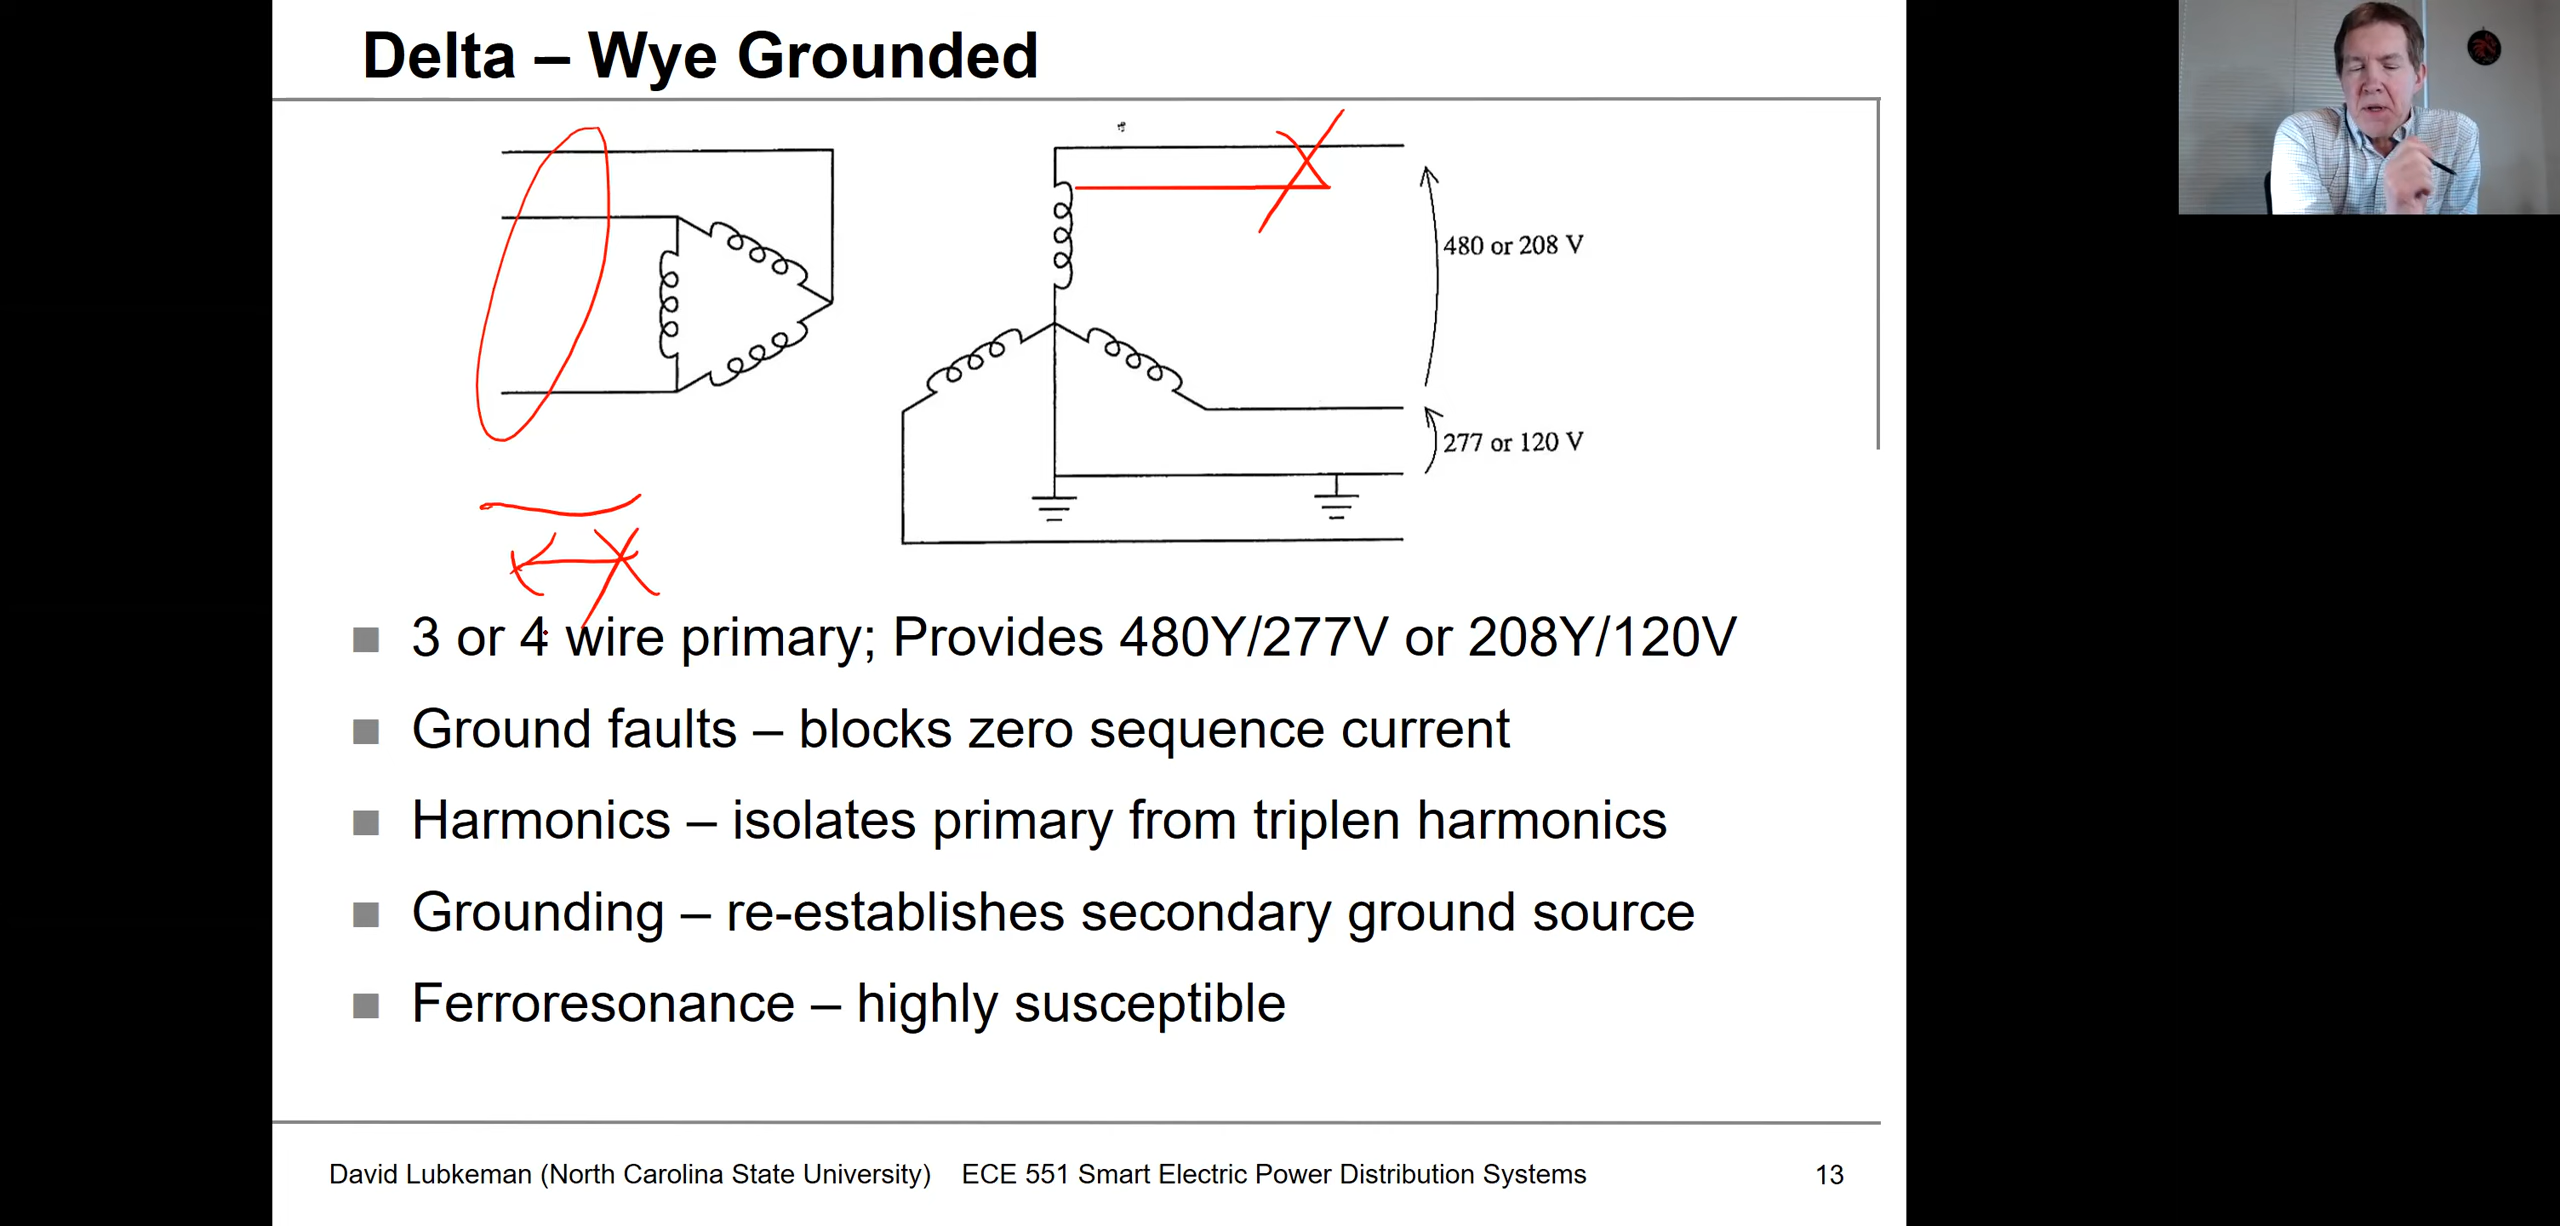 Delta – Wye Grounded
480 or 208 V
277 or 120 V
3 or 4 wire primary; Provides 480Y/277V or 208Y/120V
Ground faults – blocks zero sequence current
Harmonics – isolates primary from triplen harmonics
Grounding – re-establishes secondary ground source
Ferroresonance – highly susceptible
David Lubkeman (North Carolina State University) ECE 551 Smart Electric Power Distribution Systems 13